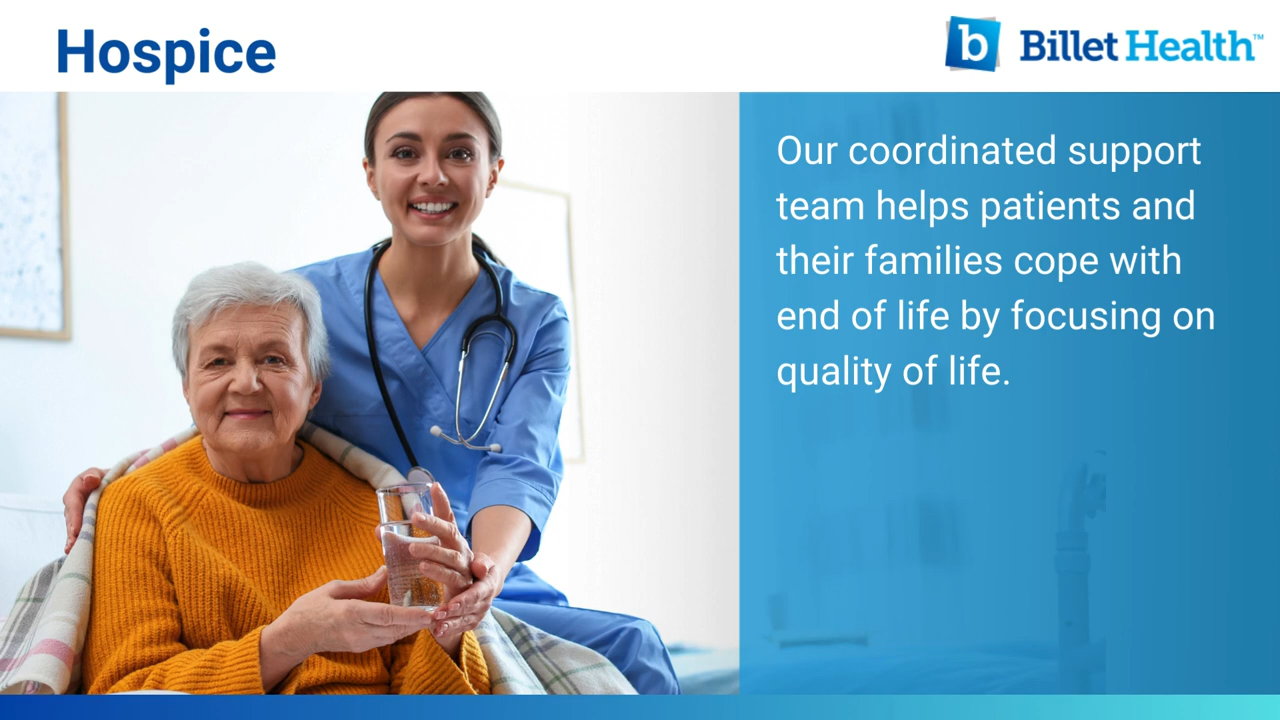 Hospice
b Billet Health™
Our coordinated support
team helps patients and
their families cope with
end of life by focusing on
quality of life.